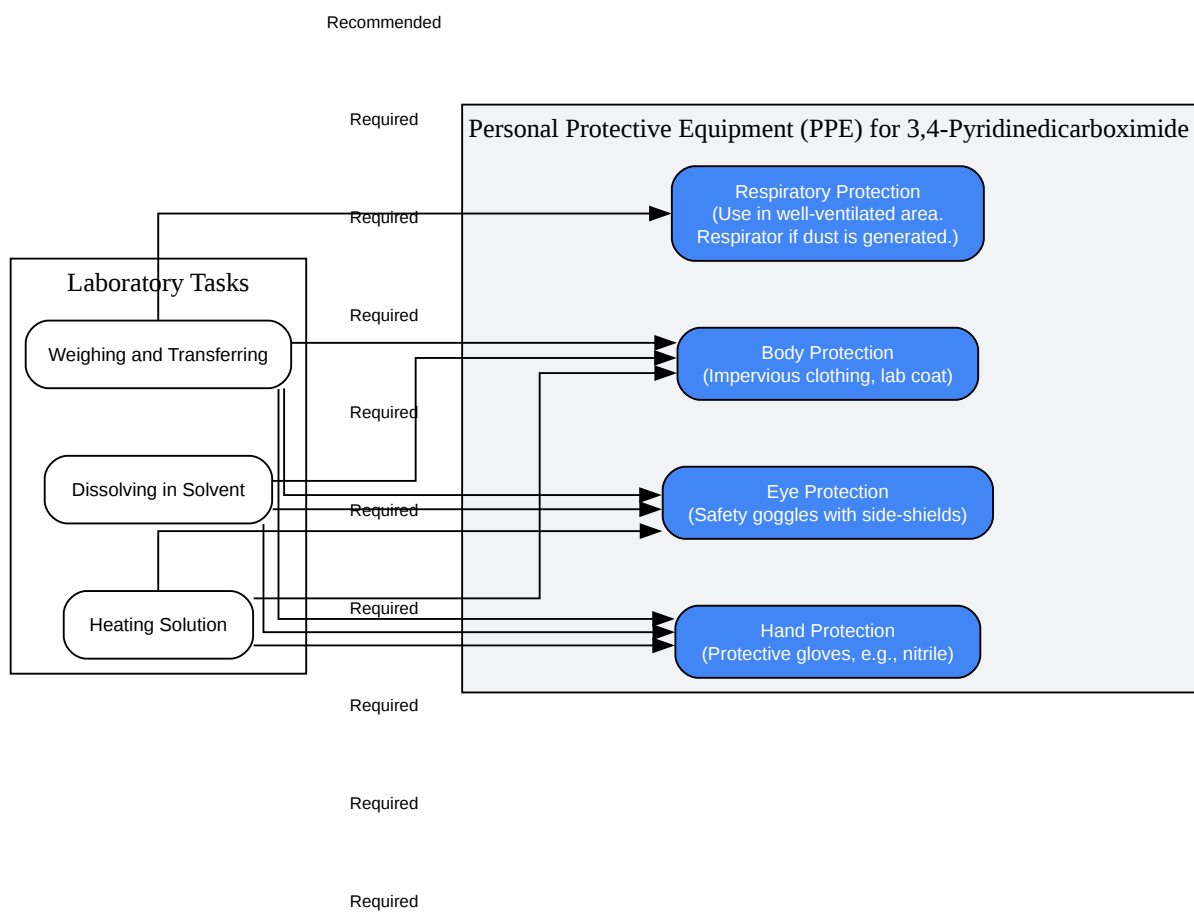 Recommended
Required
Personal Protective Equipment (PPE) for 3,4-Pyridinedicarboximide
Respiratory Protection
(Use in well-ventilated area.
Respirator if dust is generated.)
Required
Laboratory Tasks
Required
Weighing and Transferring
Body Protection
(Impervious clothing, lab coat)
Required
Dissolving in Solvent
Eye Protection
(Safety goggles with side-shields)
Required
Required
Heating Solution
Hand Protection
(Protective gloves, e.g., nitrile)
Required
Required
Required